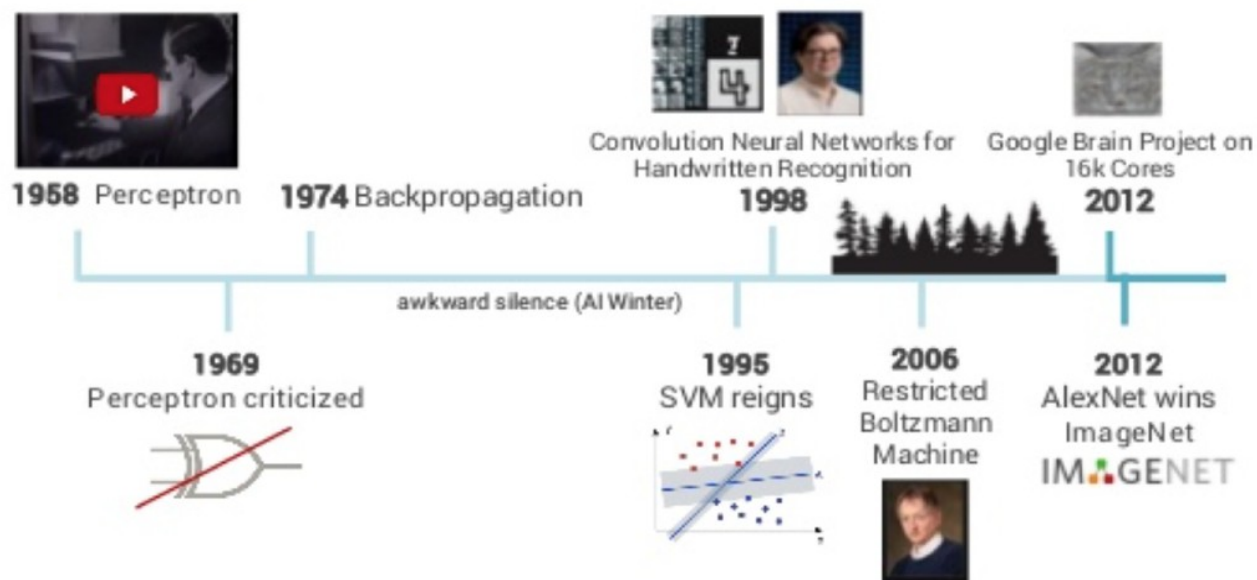 Convolution Neural Networks for
Handwritten Recognition
Google Brain Project on
16k Cores
1958 Perceptron
1974 Backpropagation
1998
2012
awkward silence (AI Winter)
1969
Perceptron criticized
1995
SVM reigns
2006
Restricted
Boltzmann
Machine
2012
AlexNet wins
ImageNet
IMAGENET
4